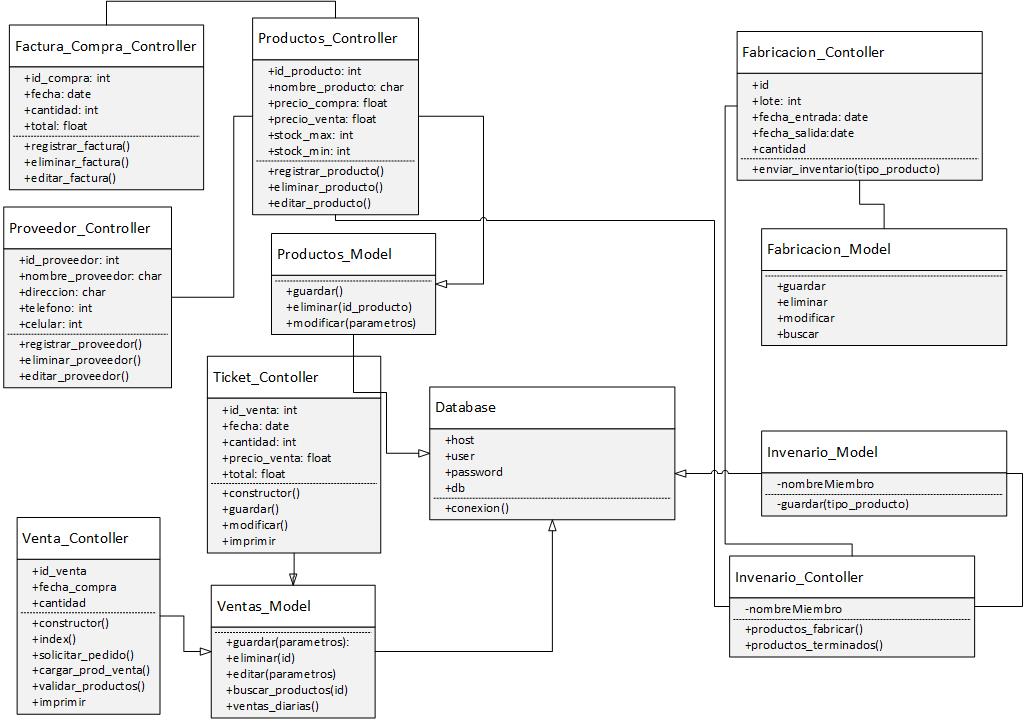 Factura_Compra_Controller
+id_compra: int
+fecha: date
+cantidad: int
+total: float
+registrar_factura()
+eliminar_factura()
+editar_factura()
Productos_Controller
+id_producto: int
+nombre_producto: char
+precio_compra: float
+precio_venta: float
+stock_max: int
+stock_min: int
+registrar_producto()
+eliminar_producto()
+editar_producto()
Fabricacion_Contoller
+id
+lote: int
+fecha_entrada: date
+fecha_salida:date
+cantidad
+enviar_inventario(tipo_producto)
Proveedor_Controller
+id_proveedor: int
+nombre_proveedor: char
+direccion: char
+telefono: int
+celular: int
+registrar_proveedor()
+eliminar_proveedor()
+editar_proveedor()
Productos_Model
+guardar()
+eliminar(id_producto)
+modificar(parametros)
Fabricacion_Model
+guardar
+eliminar
+modificar
+buscar
Ticket_Contoller
+id_venta: int
+fecha: date
+cantidad: int
+precio_venta: float
+total: float
+constructor()
+guardar()
+modificar()
+imprimir
Database
+host
+user
+password
+db
+conexion()
Invenario_Model
-nombreMiembro
-guardar(tipo_producto)
Venta_Contoller
+id_venta
+fecha_compra
+cantidad
+constructor()
+index()
+solicitar_pedido()
+cargar_prod_venta()
+validar_productos()
+imprimir
Ventas_Model
+guardar(parametros):
+eliminar(id)
+editar(parametros)
+buscar_productos(id)
+ventas_diarias()
Invenario_Contoller
-nombreMiembro
+productos_fabricar()
+productos_terminados()